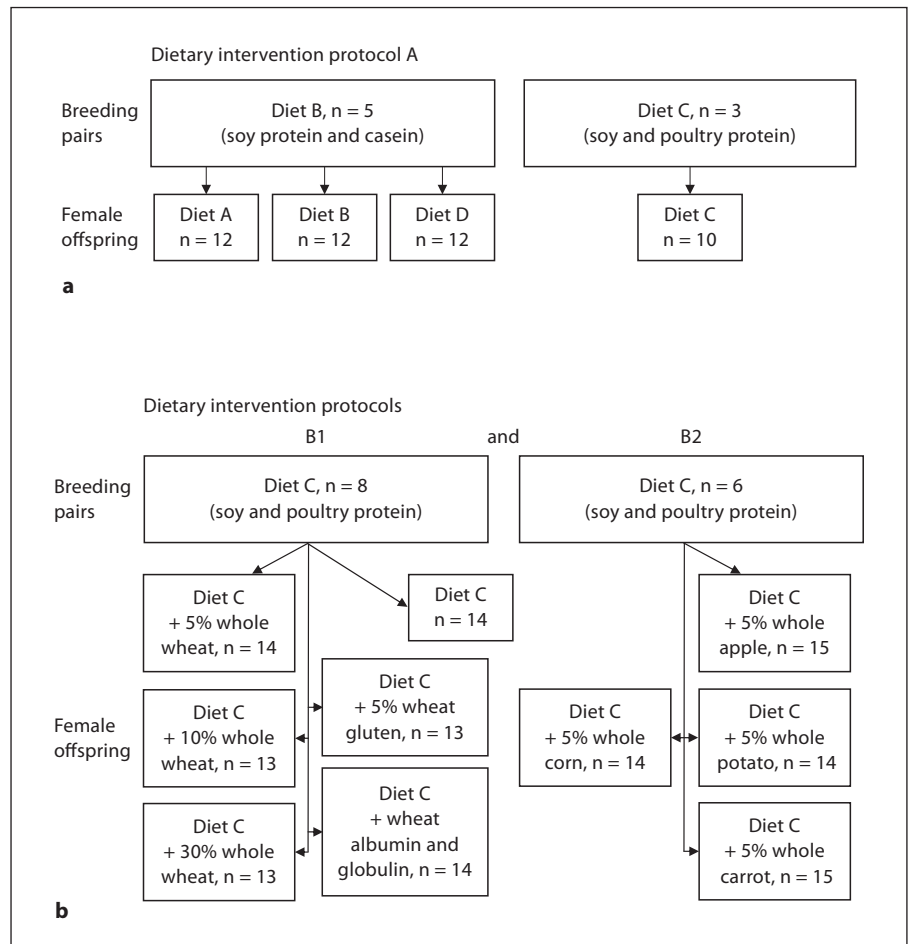 Dietary intervention protocol A
Breeding
pairs
Diet B, n = 5
(soy protein and casein)
Diet C, n = 3
(soy and poultry protein)
Female
offspring
Diet A
n = 12
Diet B
n = 12
Diet D
n = 12
Diet C
n = 10
a
Dietary intervention protocols
B1 and B2
Breeding
pairs
Diet C, n = 8
(soy and poultry protein)
Diet C, n = 6
(soy and poultry protein)
Diet C
+ 5% whole
wheat, n = 14
Diet C
n = 14
Diet C
+ 5% whole
apple, n = 15
Female
offspring
Diet C
+ 10% whole
wheat, n = 13
Diet C
+ 5% wheat
gluten, n = 13
Diet C
+ 5% whole
corn, n = 14
Diet C
+ 5% whole
potato, n = 14
Diet C
+ 30% whole
wheat, n = 13
Diet C
+ wheat
albumin and
globulin, n = 14
Diet C
+ 5% whole
carrot, n = 15
b